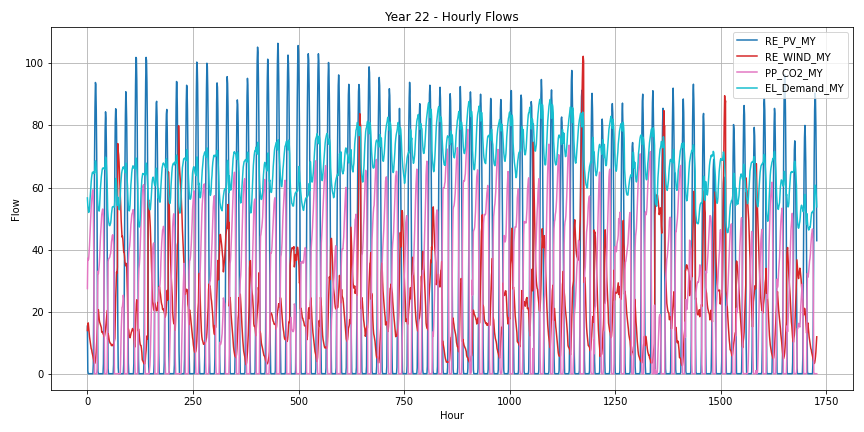 Year 22 - Hourly Flows
RE_PV_MY
RE_WIND_MY
PP_CO2_MY
EL_Demand_MY
Flow
100
80
60
40
20
0
0
250
500
750
1000
1250
1500
1750
Hour